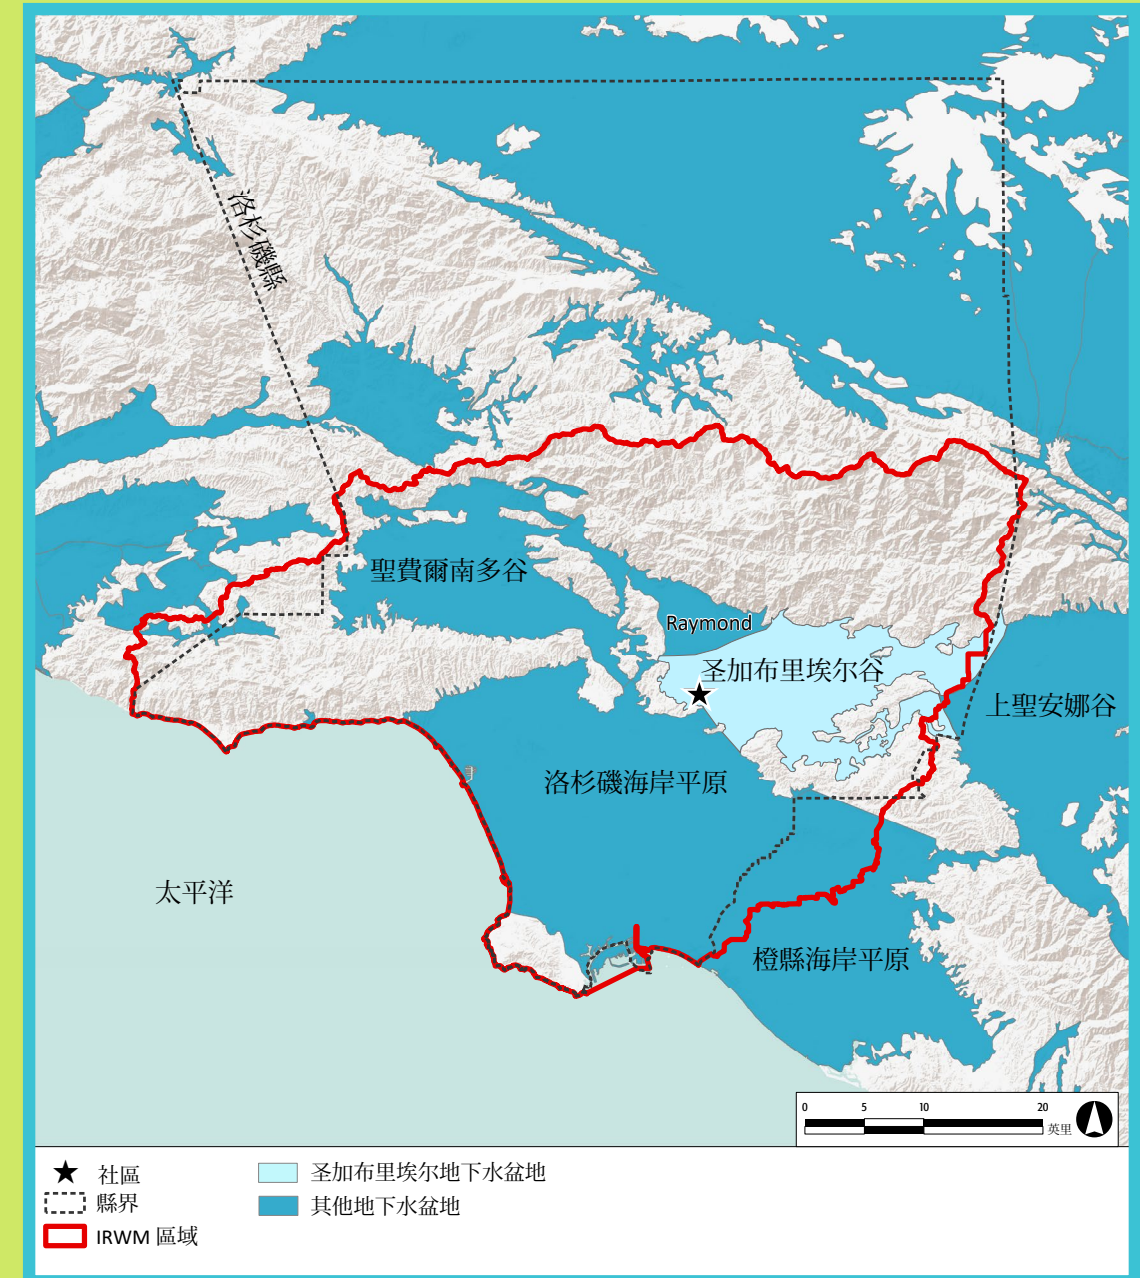 洛杉磯縣
聖費爾南多谷
Raymond
圣加布里埃尔谷
上聖安娜谷
洛杉磯海岸平原
太平洋
橙縣海岸平原
0 5 10 20
英里
社區
縣界
IRWM 區域
圣加布里埃尔地下水盆地
其他地下水盆地